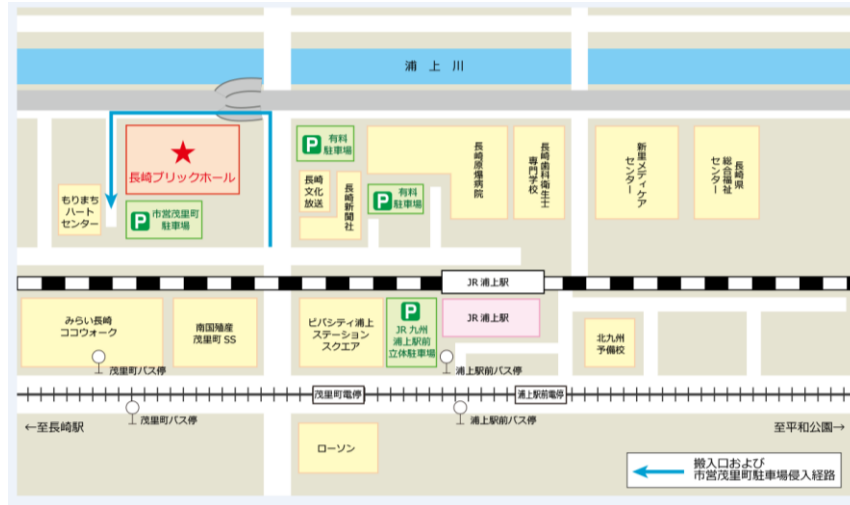 浦上川
P 有料
駐車場
★
長崎ブリックホール
長崎
文化
放送
長崎新聞社
P 有料
駐車場
長崎原爆病院
長崎歯科衛生士
専門学校
新里メディケア
センター
長崎県
総合福祉
センター
もりまち
ハート
センター
P 市営茂里町
駐車場
JR 浦上駅
みらい長崎
ココウォーク
南国殖産
茂里町 SS
ビバシティ浦上
ステーション
スクエア
P
JR 九州
浦上駅前
立体駐車場
JR 浦上駅
北九州
予備校
茂里町バス停
浦上駅前バス停
茂里町電停
浦上駅前電停
茂里町バス停
浦上駅前バス停
←至長崎駅
至平和公園→
ローソン
搬入口および
市営茂里町駐車場侵入経路